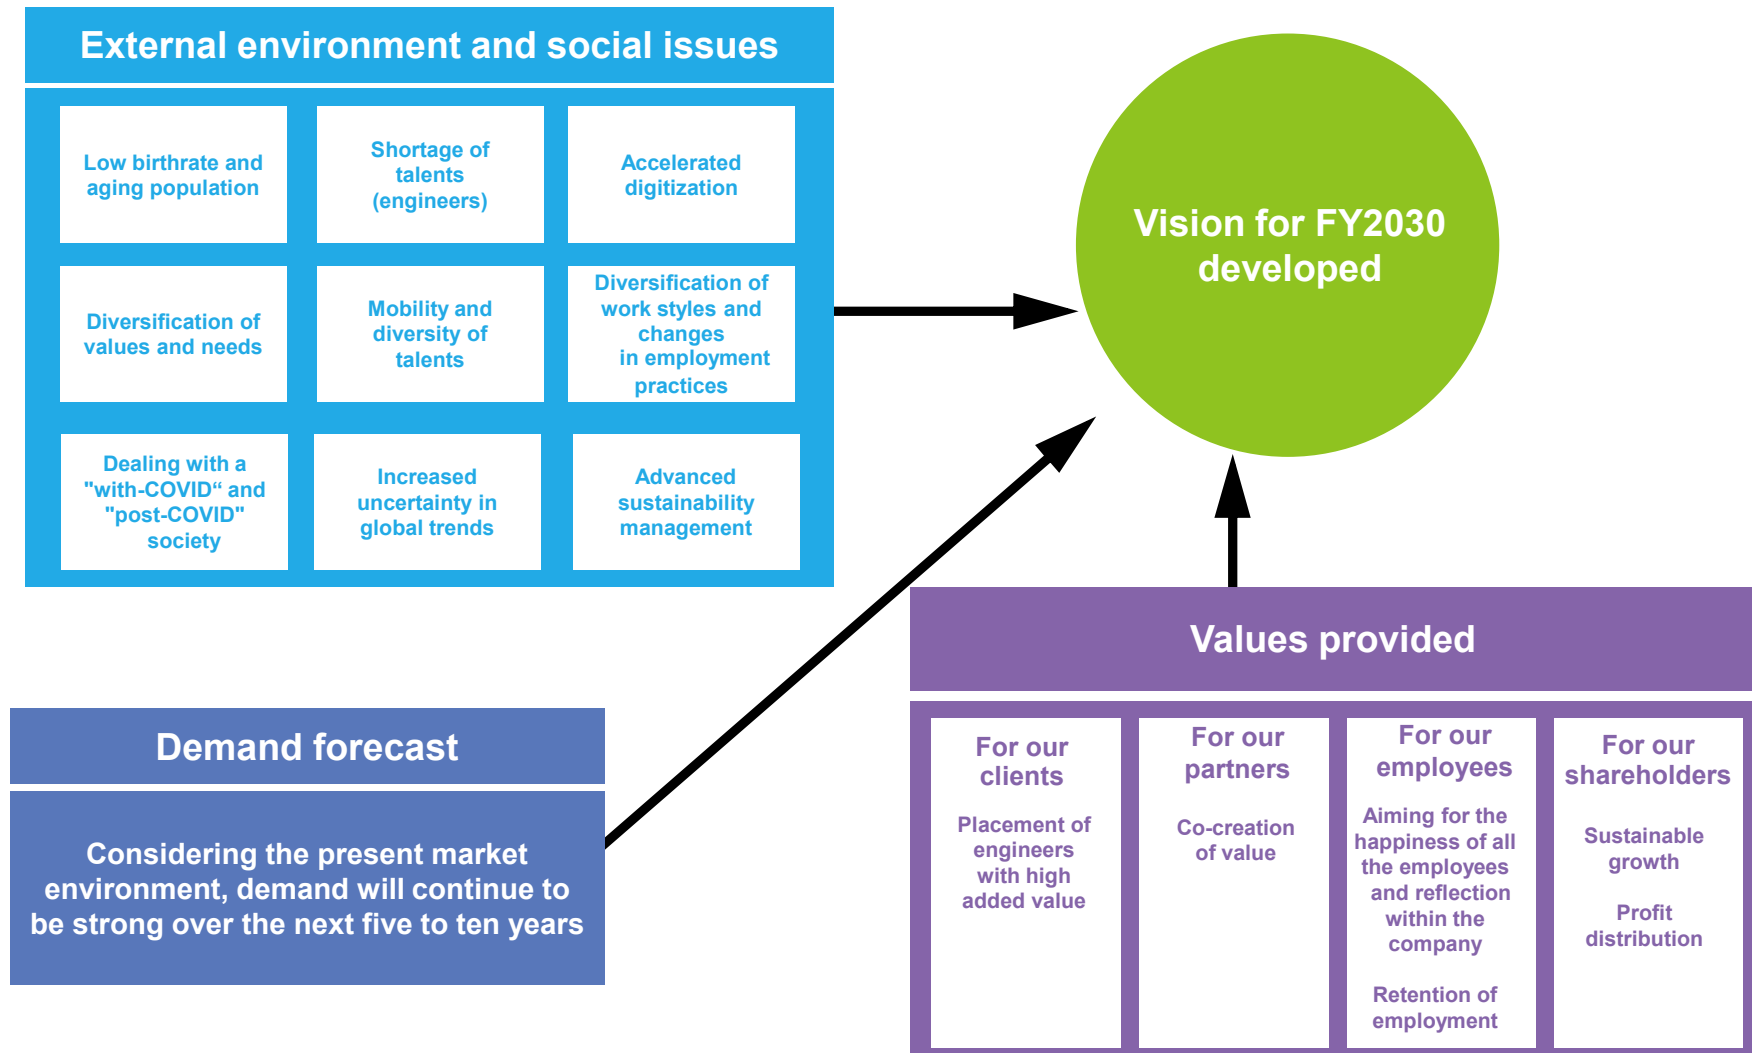 External environment and social issues
Low birthrate and
aging population
Shortage of
talents
(engineers)
Accelerated
digitization
Diversification of
values and needs
Mobility and
diversity of
talents
Diversification of
work styles and
changes
in employment
practices
Dealing with a
"with-COVID“ and
"post-COVID"
society
Increased
uncertainty in
global trends
Advanced
sustainability
management
Vision for FY2030
developed
Demand forecast
Considering the present market
environment, demand will continue to
be strong over the next five to ten years
Values provided
For our
clients
Placement of
engineers
with high
added value
For our
partners
Co-creation
of value
For our
employees
Aiming for the
happiness of all
the employees
and reflection
within the
company
Retention of
employment
For our
shareholders
Sustainable
growth
Profit
distribution